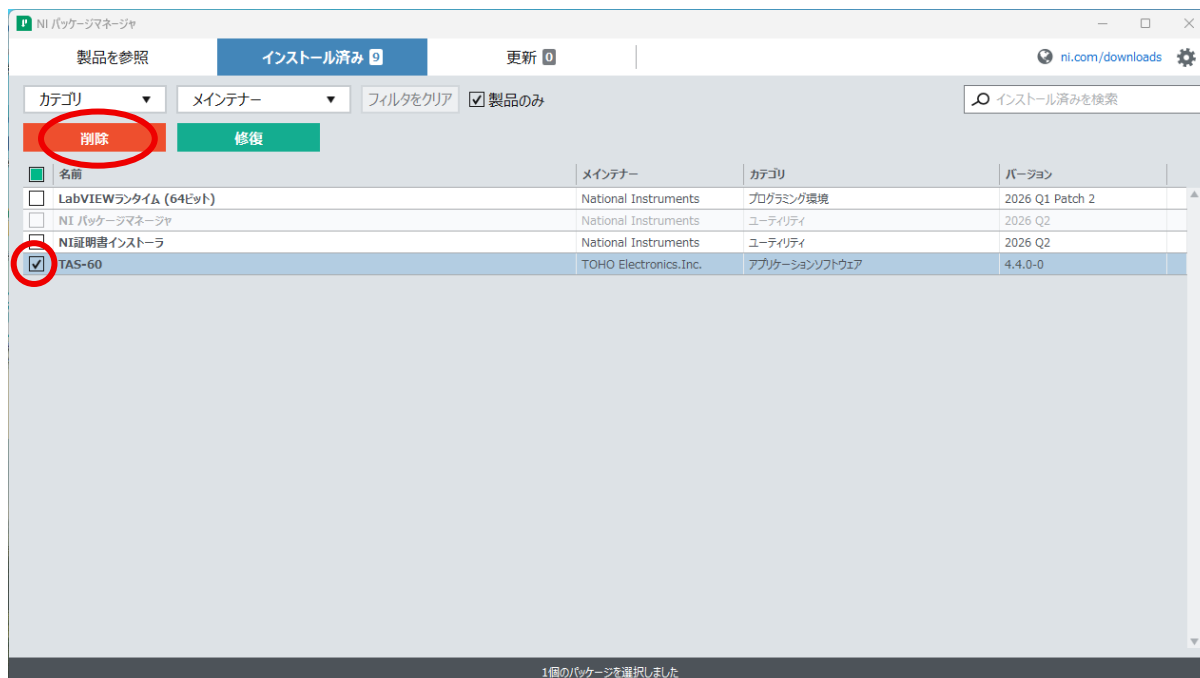 NI パッケージマネージャ
製品を参照 インストール済み 9 更新 0 ni.com/downloads
カテゴリ メインテナー フィルタをクリア 製品のみ インストール済みを検索
削除 修復
名前 メインテナー カテゴリ バージョン
LabVIEWランタイム (64ビット) National Instruments プログラミング環境 2026 Q1 Patch 2
NI パッケージマネージャ National Instruments ユーティリティ 2026 Q2
NI証明書インストーラ National Instruments ユーティリティ 2026 Q2
TAS-60 TOHO Electronics.Inc. アプリケーションソフトウェア 4.4.0-0
1個のパッケージを選択しました